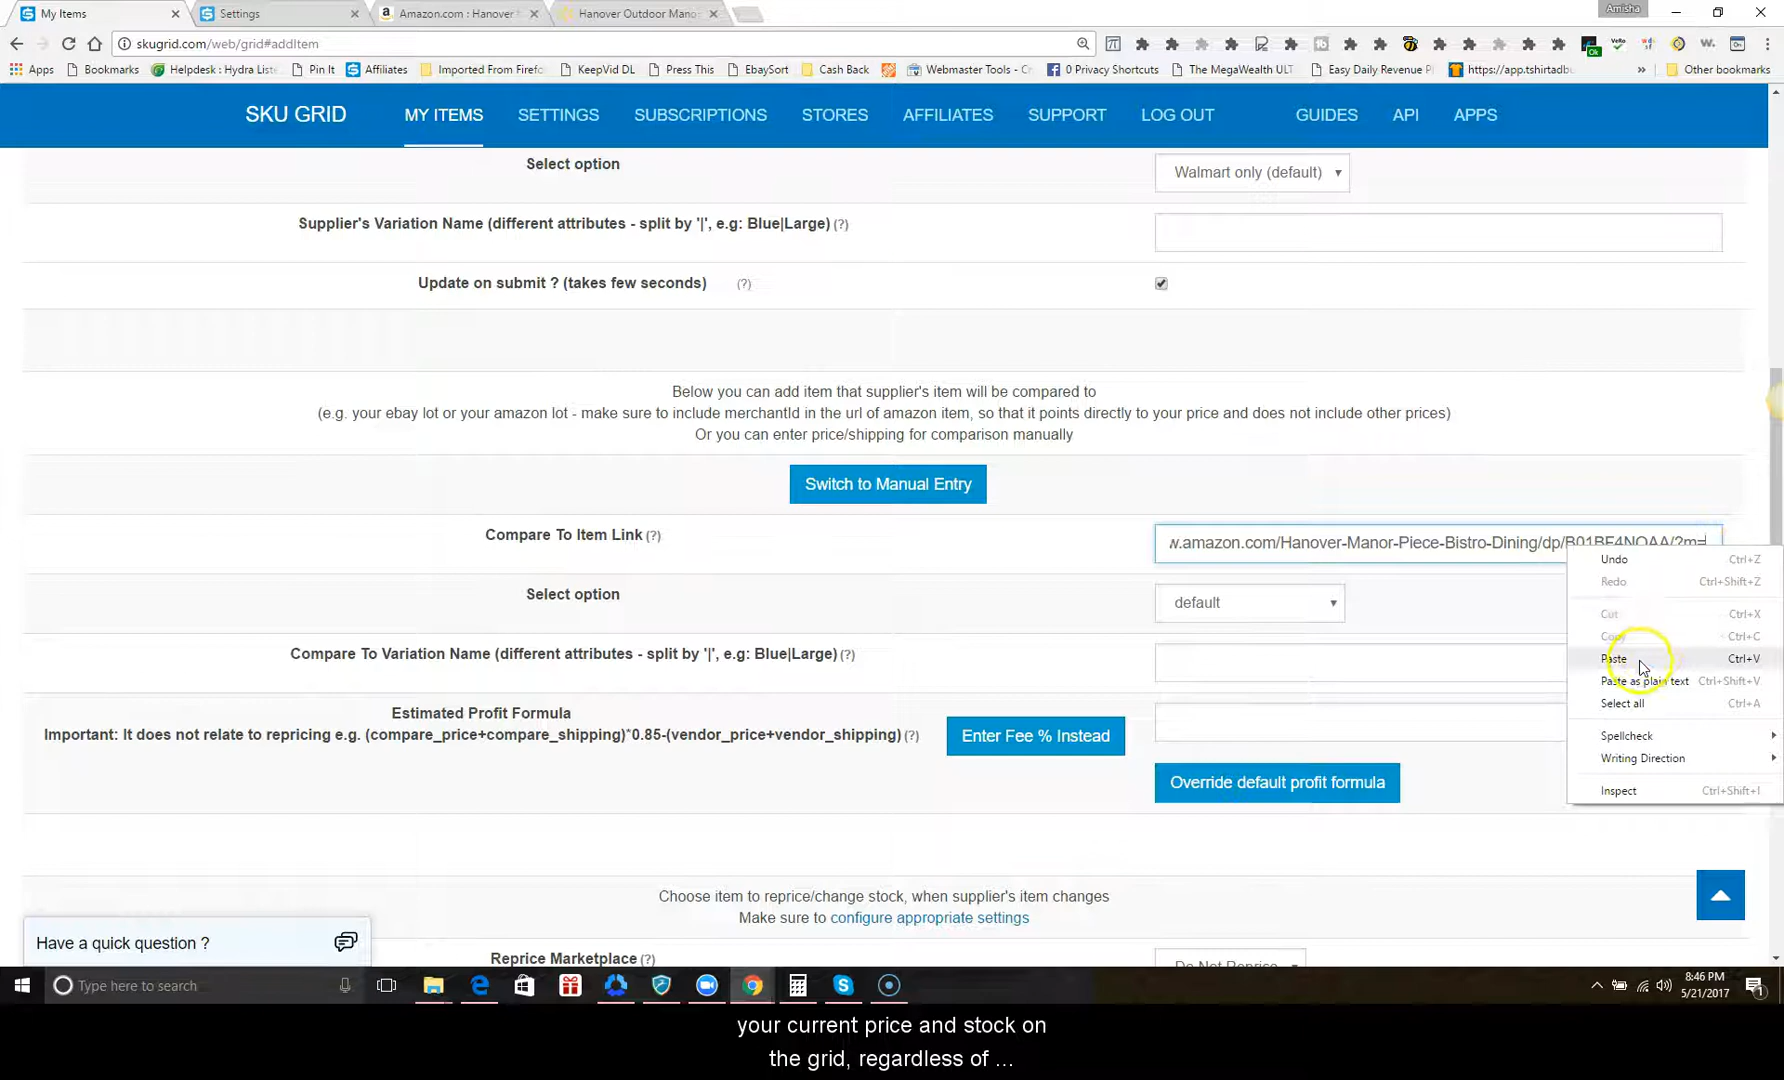 My Items
Settings
Amazon.com : Hanover
Hanover Outdoor Mano
Amisha
skugrid.com/web/grid#addItem
Ok
Apps
Bookmarks
Helpdesk : Hydra Liste
Pin It
Affiliates
Imported From Firefo
KeepVid DL
Press This
EbaySort
Cash Back
Webmaster Tools - Cr
0 Privacy Shortcuts
The MegaWealth ULT
Easy Daily Revenue P
https://app.tshirtadbu
Other bookmarks
SKU GRID
MY ITEMS
SETTINGS
SUBSCRIPTIONS
STORES
AFFILIATES
SUPPORT
LOG OUT
GUIDES
API
APPS
Select option
Walmart only (default)
Supplier's Variation Name (different attributes - split by '|', e.g: Blue|Large) (?)
Update on submit ? (takes few seconds) (?)
Below you can add item that supplier's item will be compared to
(e.g. your ebay lot or your amazon lot - make sure to include merchantId in the url of amazon item, so that it points directly to your price and does not include other prices)
Or you can enter price/shipping for comparison manually
Switch to Manual Entry
Compare To Item Link (?)
w.amazon.com/Hanover-Manor-Piece-Bistro-Dining/dp/B01BF4NQAA/?m=
Undo Ctrl+Z
Redo Ctrl+Shift+Z
Cut Ctrl+X
Copy Ctrl+C
Paste Ctrl+V
Paste as plain text Ctrl+Shift+V
Select all Ctrl+A
Spellcheck
Writing Direction
Inspect Ctrl+Shift+I
Select option
default
Compare To Variation Name (different attributes - split by '|', e.g: Blue|Large) (?)
Estimated Profit Formula
Important: It does not relate to repricing e.g. (compare_price+compare_shipping)*0.85-(vendor_price+vendor_shipping) (?)
Enter Fee % Instead
Override default profit formula
Choose item to reprice/change stock, when supplier's item changes
Make sure to configure appropriate settings
Have a quick question ?
Reprice Marketplace (?)
Do Not Reprice
Type here to search
8:46 PM
5/21/2017
your current price and stock on
the grid, regardless of ...